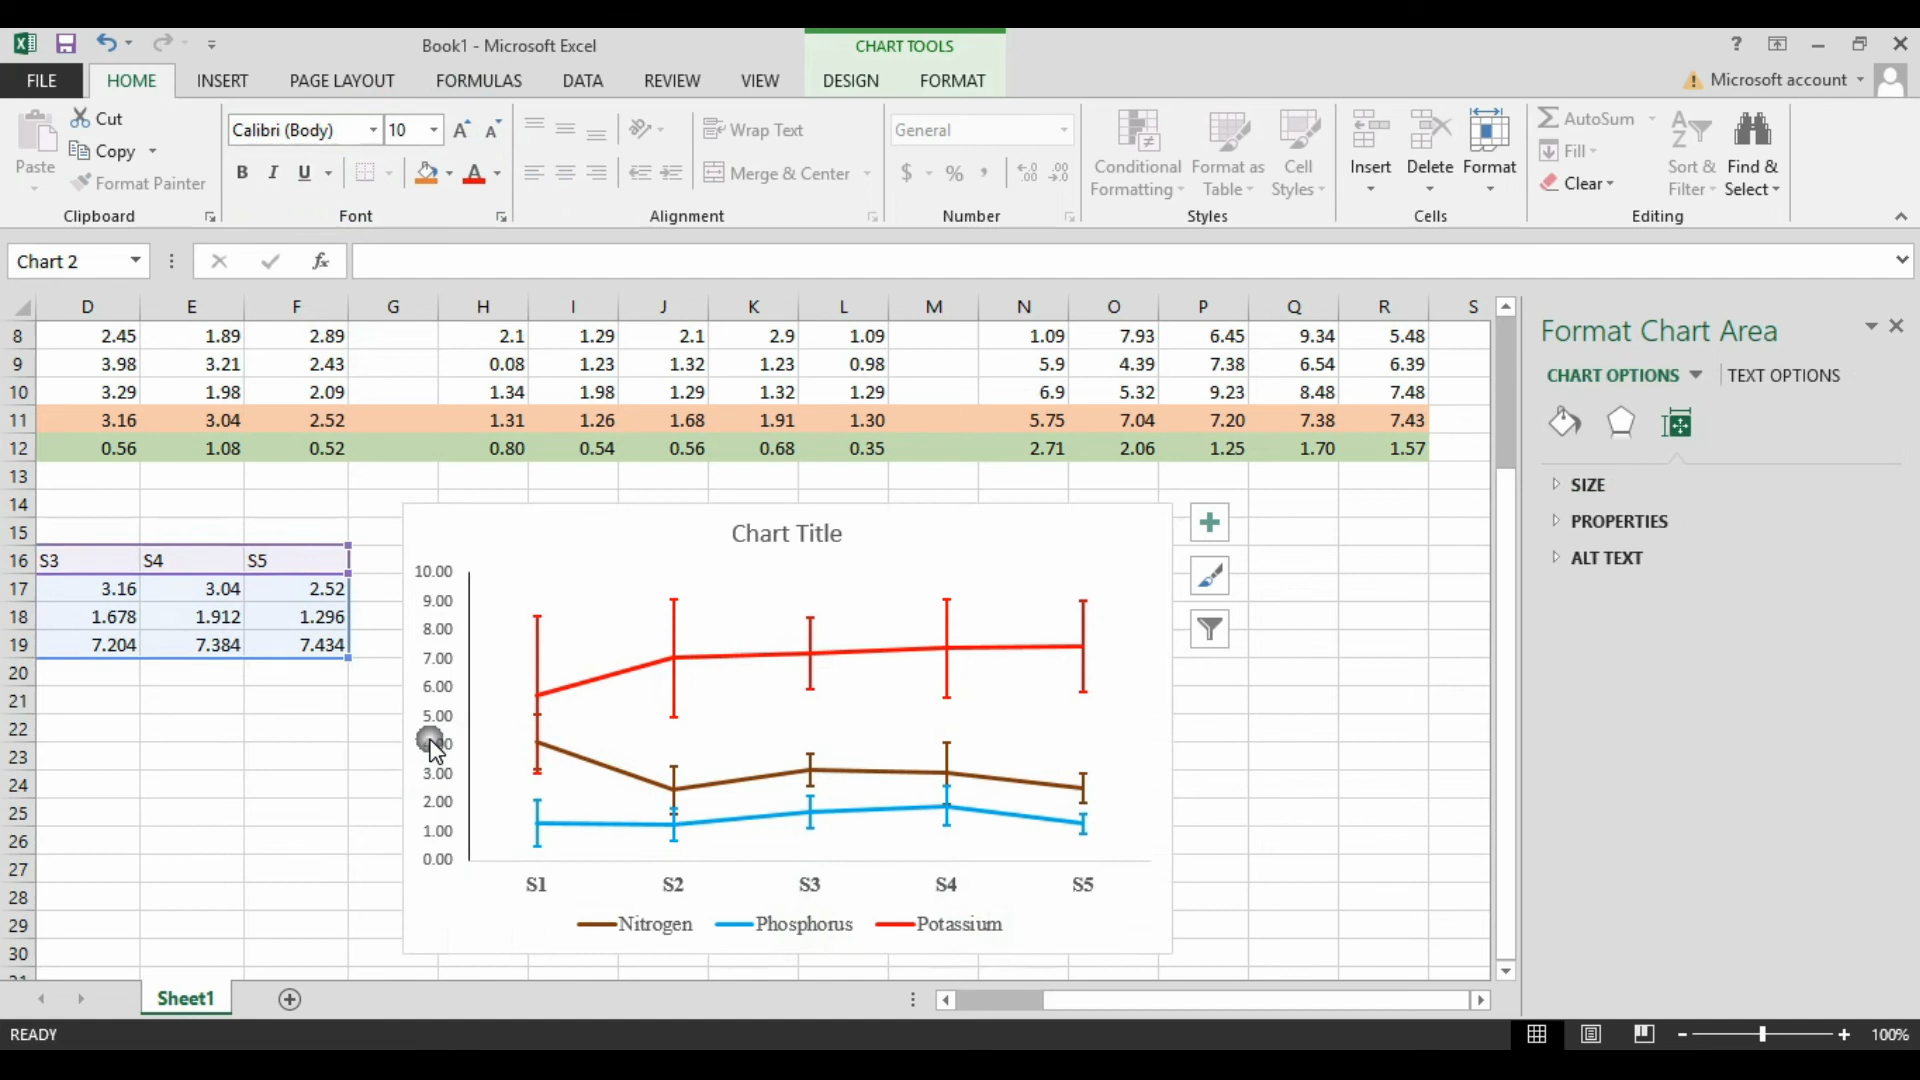 Book1 - Microsoft Excel
CHART TOOLS
?
FILE HOME INSERT PAGE LAYOUT FORMULAS DATA REVIEW VIEW DESIGN FORMAT
Microsoft account
Paste
Cut
Copy
Format Painter
Clipboard
Calibri (Body) 10
B I U
Font
Wrap Text
Merge & Center
Alignment
General
$ % ,
Number
Conditional Formatting
Format as Table
Cell Styles
Styles
Insert
Delete
Format
Cells
AutoSum
Fill
Clear
Sort & Filter
Find & Select
Editing
Chart 2
fx
D E F G H I J K L M N O P Q R S
8 2.45 1.89 2.89 2.1 1.29 2.1 2.9 1.09 1.09 7.93 6.45 9.34 5.48
9 3.98 3.21 2.43 0.08 1.23 1.32 1.23 0.98 5.9 4.39 7.38 6.54 6.39
10 3.29 1.98 2.09 1.34 1.98 1.29 1.32 1.29 6.9 5.32 9.23 8.48 7.48
11 3.16 3.04 2.52 1.31 1.26 1.68 1.91 1.30 5.75 7.04 7.20 7.38 7.43
12 0.56 1.08 0.52 0.80 0.54 0.56 0.68 0.35 2.71 2.06 1.25 1.70 1.57
13
14
15
16 S3 S4 S5
17 3.16 3.04 2.52
18 1.678 1.912 1.296
19 7.204 7.384 7.434
20
21
22
23
24
25
26
27
28
29
30
Chart Title
10.00
9.00
8.00
7.00
6.00
5.00
3.00
2.00
1.00
0.00
S1 S2 S3 S4 S5
Nitrogen Phosphorus Potassium
Format Chart Area
CHART OPTIONS TEXT OPTIONS
SIZE
PROPERTIES
ALT TEXT
Sheet1
READY
100%